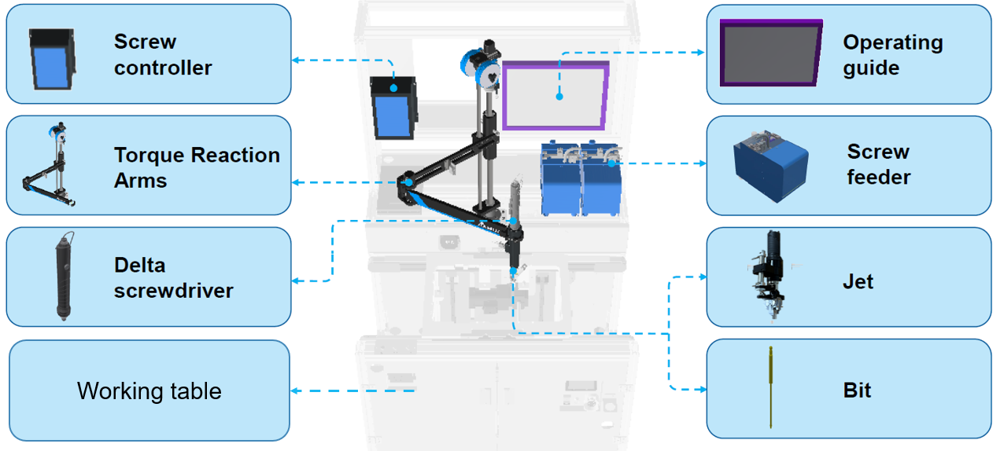 Screw
controller
Torque Reaction
Arms
Delta
screwdriver
Working table
Operating
guide
Screw
feeder
Jet
Bit